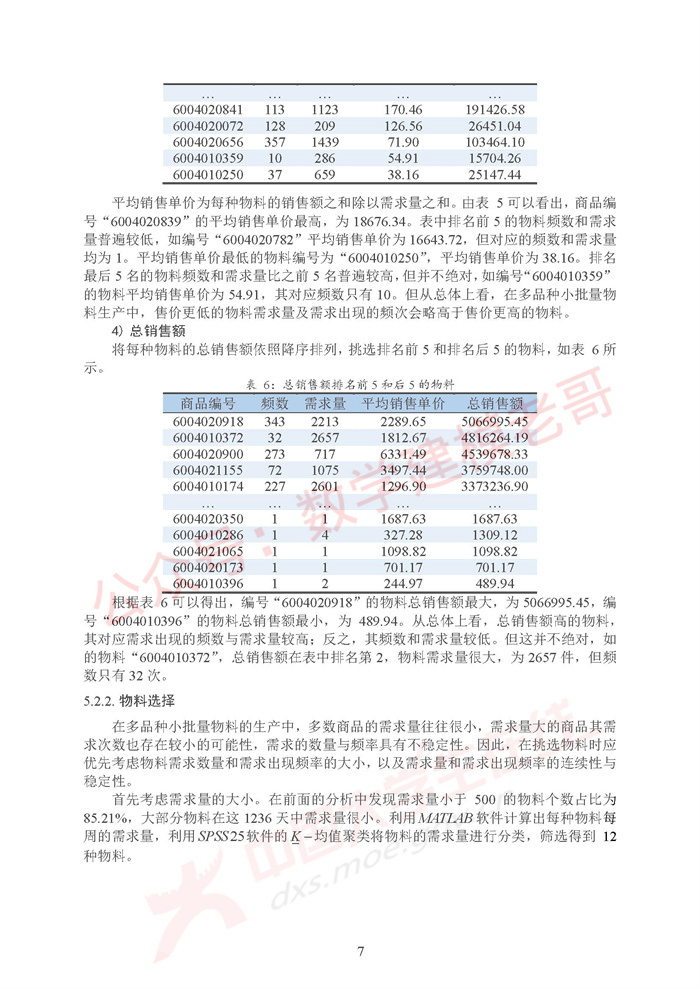 … … … … …
6004020841 113 1123 170.46 191426.58
6004020072 128 209 126.56 26451.04
6004020656 357 1439 71.90 103464.10
6004010359 10 286 54.91 15704.26
6004010250 37 659 38.16 25147.44
平均销售单价为每种物料的销售额之和除以需求量之和。由表 5 可以看出，商品编
号“6004020839”的平均销售单价最高，为 18676.34。表中排名前 5 的物料频数和需求
量普遍较低，如编号“6004020782”平均销售单价为 16643.72，但对应的频数和需求量
均为 1。平均销售单价最低的物料编号为“6004010250”，平均销售单价为 38.16。排名
最后 5 名的物料频数和需求量比之前 5 名普遍较高，但并不绝对，如编号“6004010359”
的物料平均销售单价为 54.91，其对应频数只有 10。但从总体上看，在多品种小批量物
料生产中，售价更低的物料需求量及需求出现的频次会略高于售价更高的物料。
4）总销售额
将每种物料的总销售额依照降序排列，挑选排名前 5 和排名后 5 的物料，如表 6 所
示。
表 6：总销售额排名前 5 和后 5 的物料
商品编号 频数 需求量 平均销售单价 总销售额
6004020918 343 2213 2289.65 5066995.45
6004010372 32 2657 1812.67 4816264.19
6004020900 273 717 6331.49 4539678.33
6004021155 72 1075 3497.44 3759748.00
6004010174 227 2601 1296.90 3373236.90
… … … … …
6004020350 1 1 1687.63 1687.63
6004010286 1 4 327.28 1309.12
6004021065 1 1 1098.82 1098.82
6004020173 1 1 701.17 701.17
6004010396 1 2 244.97 489.94
根据表 6 可以得出，编号“6004020918”的物料总销售额最大，为 5066995.45，编
号“6004010396”的物料总销售额最小，为 489.94。从总体上看，总销售额高的物料，
其对应需求出现的频数与需求量较高；反之，其频数和需求量较低。但这并不绝对，如
的物料“6004010372”，总销售额在表中排名第 2，物料需求量很大，为 2657 件，但频
数只有 32 次。
5.2.2. 物料选择
在多品种小批量物料的生产中，多数商品的需求量往往很小，需求量大的商品其需
求次数也存在较小的可能性，需求的数量与频率具有不稳定性。因此，在挑选物料时应
优先考虑物料需求数量和需求出现频率的大小，以及需求量和需求出现频率的连续性与
稳定性。
首先考虑需求量的大小。在前面的分析中发现需求量小于 500 的物料个数占比为
85.21%，大部分物料在这 1236 天中需求量很小。利用 MATLAB 软件计算出每种物料每
周的需求量，利用 SPSS25 软件的 K－均值聚类将物料的需求量进行分类，筛选得到 12
种物料。
7
公众号：数学建模老哥